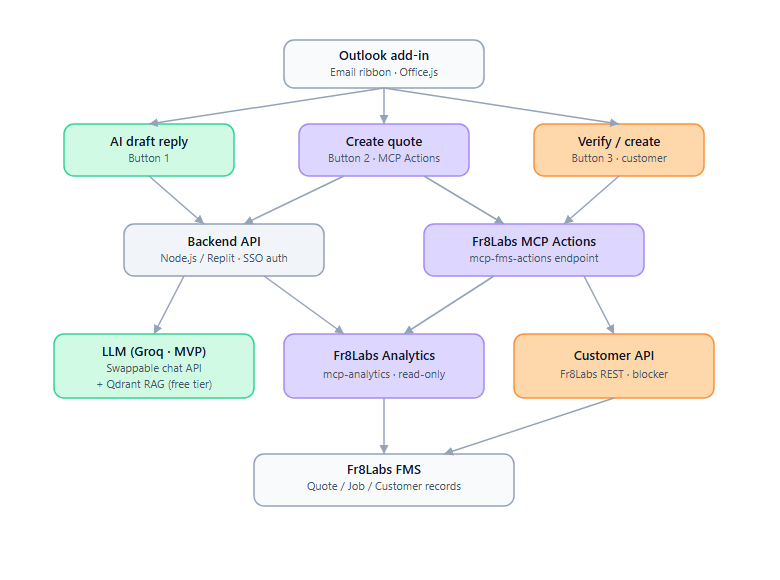 Outlook add-in
Email ribbon · Office.js
AI draft reply
Button 1
Create quote
Button 2 · MCP Actions
Verify / create
Button 3 · customer
Backend API
Node.js / Replit · SSO auth
Fr8Labs MCP Actions
mcp-fms-actions endpoint
LLM (Groq · MVP)
Swappable chat API
+ Qdrant RAG (free tier)
Fr8Labs Analytics
mcp-analytics · read-only
Customer API
Fr8Labs REST · blocker
Fr8Labs FMS
Quote / Job / Customer records